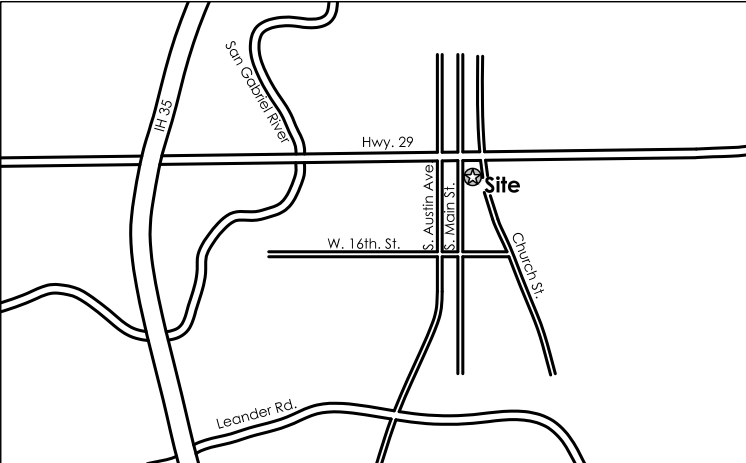 San Gabriel River
IH 35
Hwy. 29
Site
S. Austin Ave
S. Main St.
W. 16th. St.
Church St.
Leander Rd.